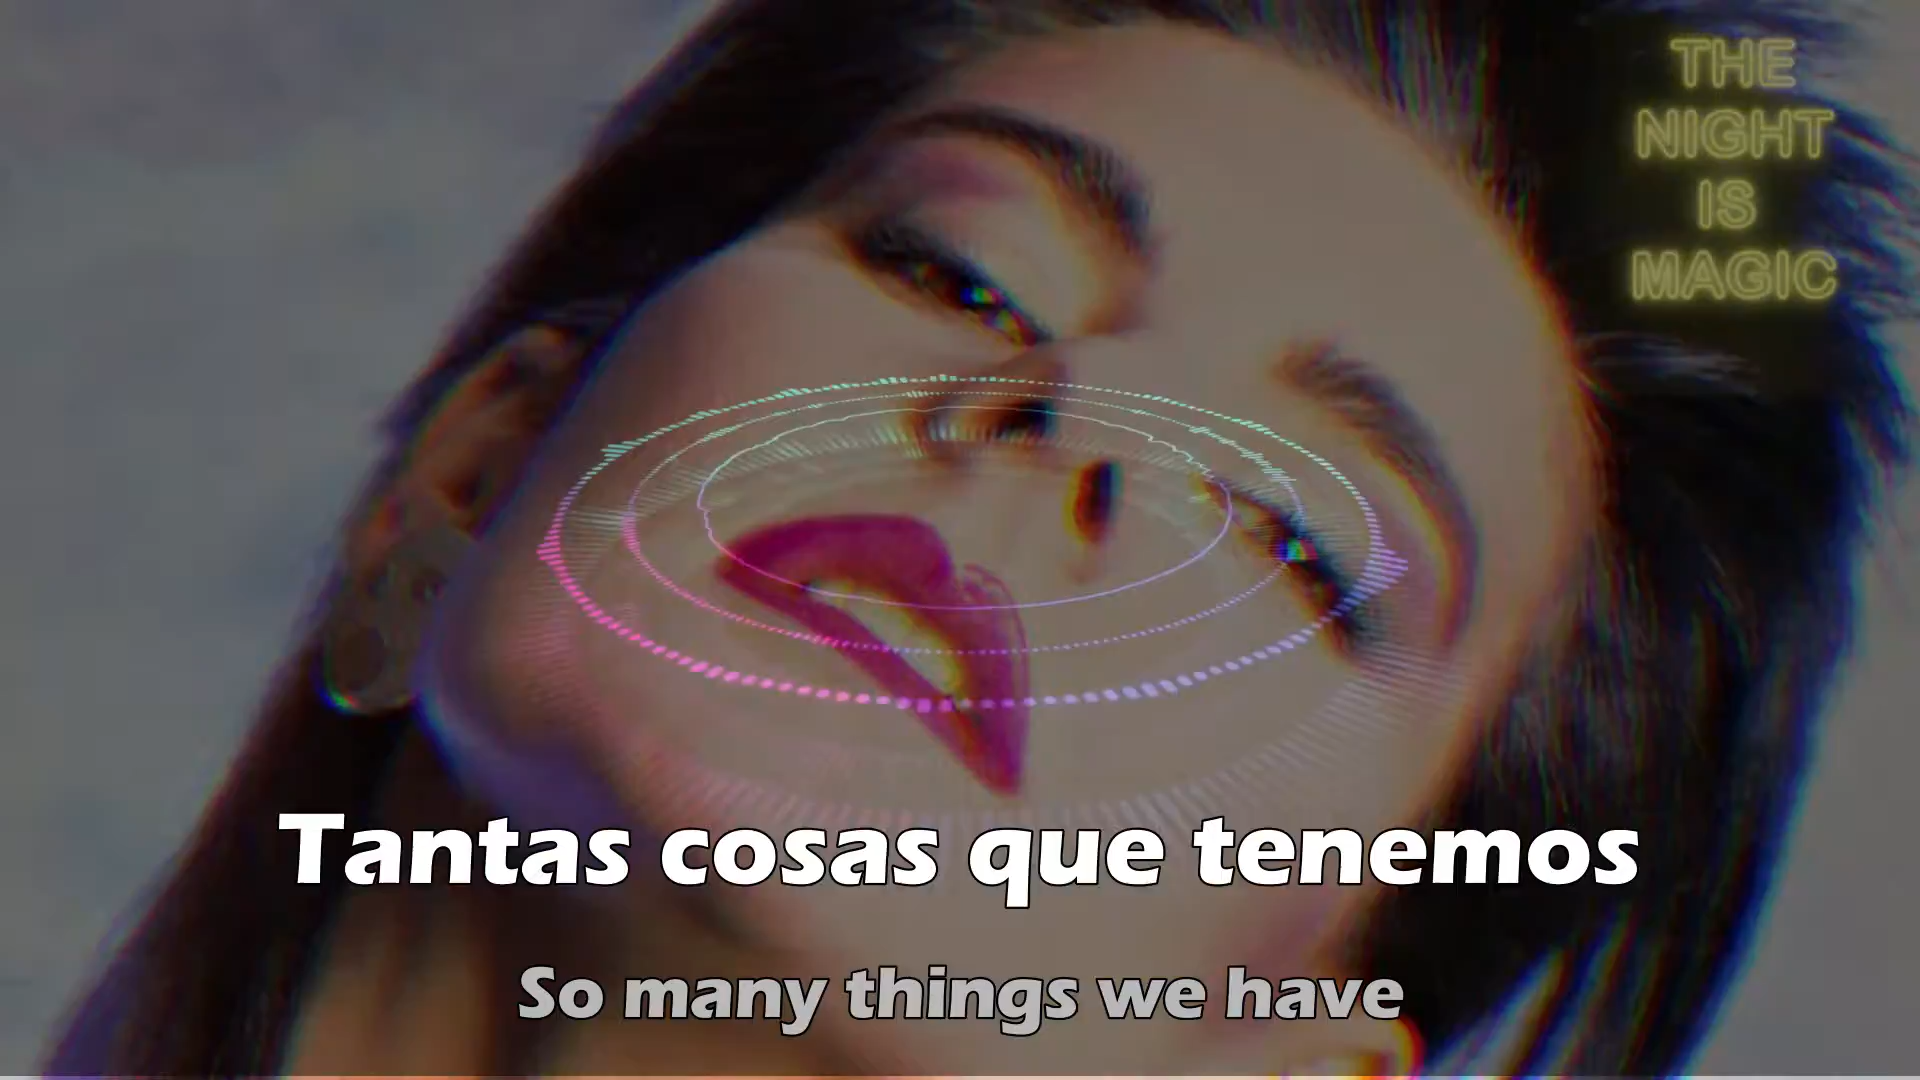 THE
NIGHT
IS
MAGIC
Tantas cosas que tenemos
So many things we have